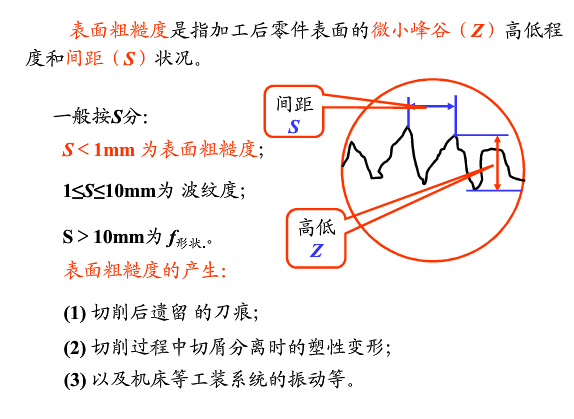 表面粗糙度是指加工后零件表面的微小峰谷（Z）高低程
度和间距（S）状况。
间距
S
一般按S分：
S < 1mm 为表面粗糙度；
1≤S≤10mm为 波纹度；
S > 10mm为 f形状.。
高低
Z
表面粗糙度的产生：
(1) 切削后遗留 的刀痕；
(2) 切削过程中切屑分离时的塑性变形；
(3) 以及机床等工装系统的振动等。